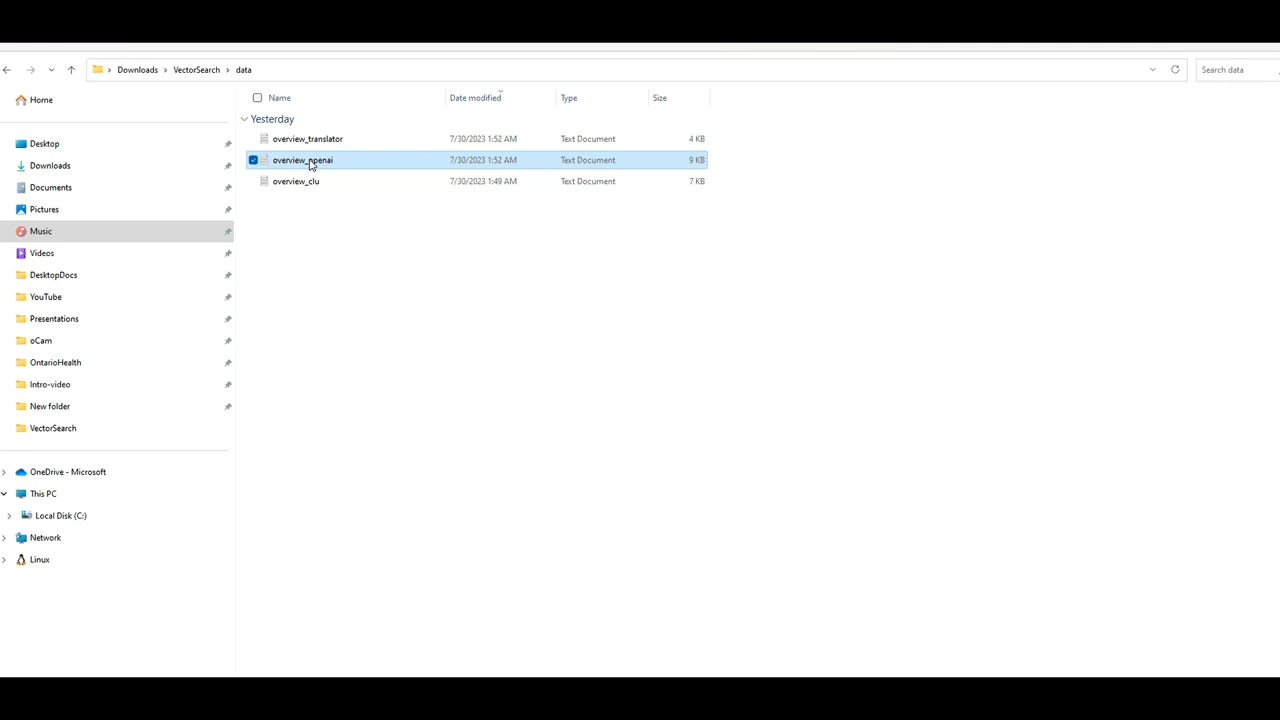 Downloads › VectorSearch › data
Search data
Home
Desktop
Downloads
Documents
Pictures
Music
Videos
DesktopDocs
YouTube
Presentations
oCam
OntarioHealth
Intro-video
New folder
VectorSearch
OneDrive - Microsoft
This PC
Local Disk (C:)
Network
Linux
Name Date modified Type Size
Yesterday
overview_translator 7/30/2023 1:52 AM Text Document 4 KB
overview_openai 7/30/2023 1:52 AM Text Document 9 KB
overview_clu 7/30/2023 1:49 AM Text Document 7 KB